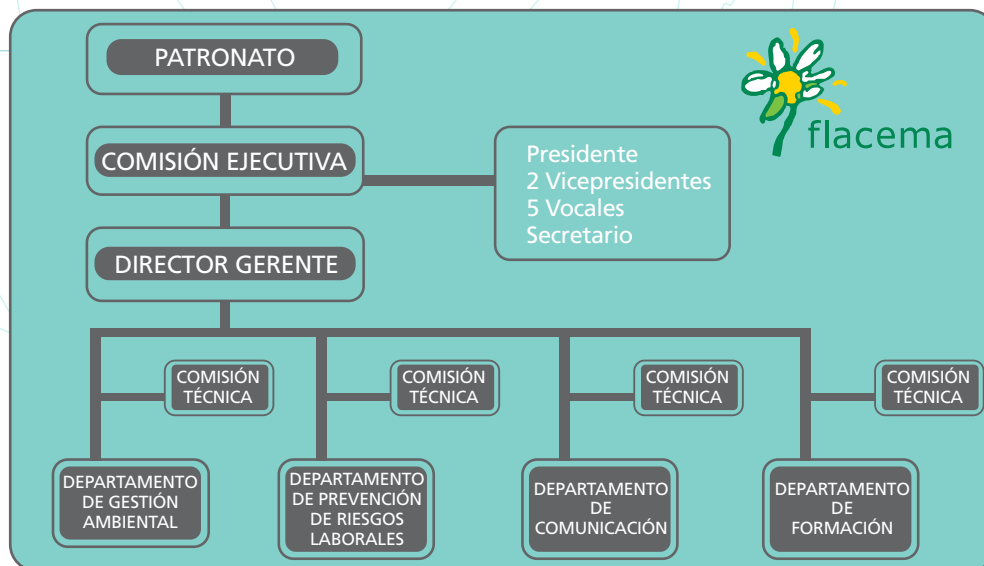 PATRONATO
flacema
COMISIÓN EJECUTIVA
Presidente
2 Vicepresidentes
5 Vocales
Secretario
DIRECTOR GERENTE
COMISIÓN
TÉCNICA
COMISIÓN
TÉCNICA
COMISIÓN
TÉCNICA
COMISIÓN
TÉCNICA
DEPARTAMENTO
DE GESTIÓN
AMBIENTAL
DEPARTAMENTO
DE PREVENCIÓN
DE RIESGOS
LABORALES
DEPARTAMENTO
DE
COMUNICACIÓN
DEPARTAMENTO
DE
FORMACIÓN